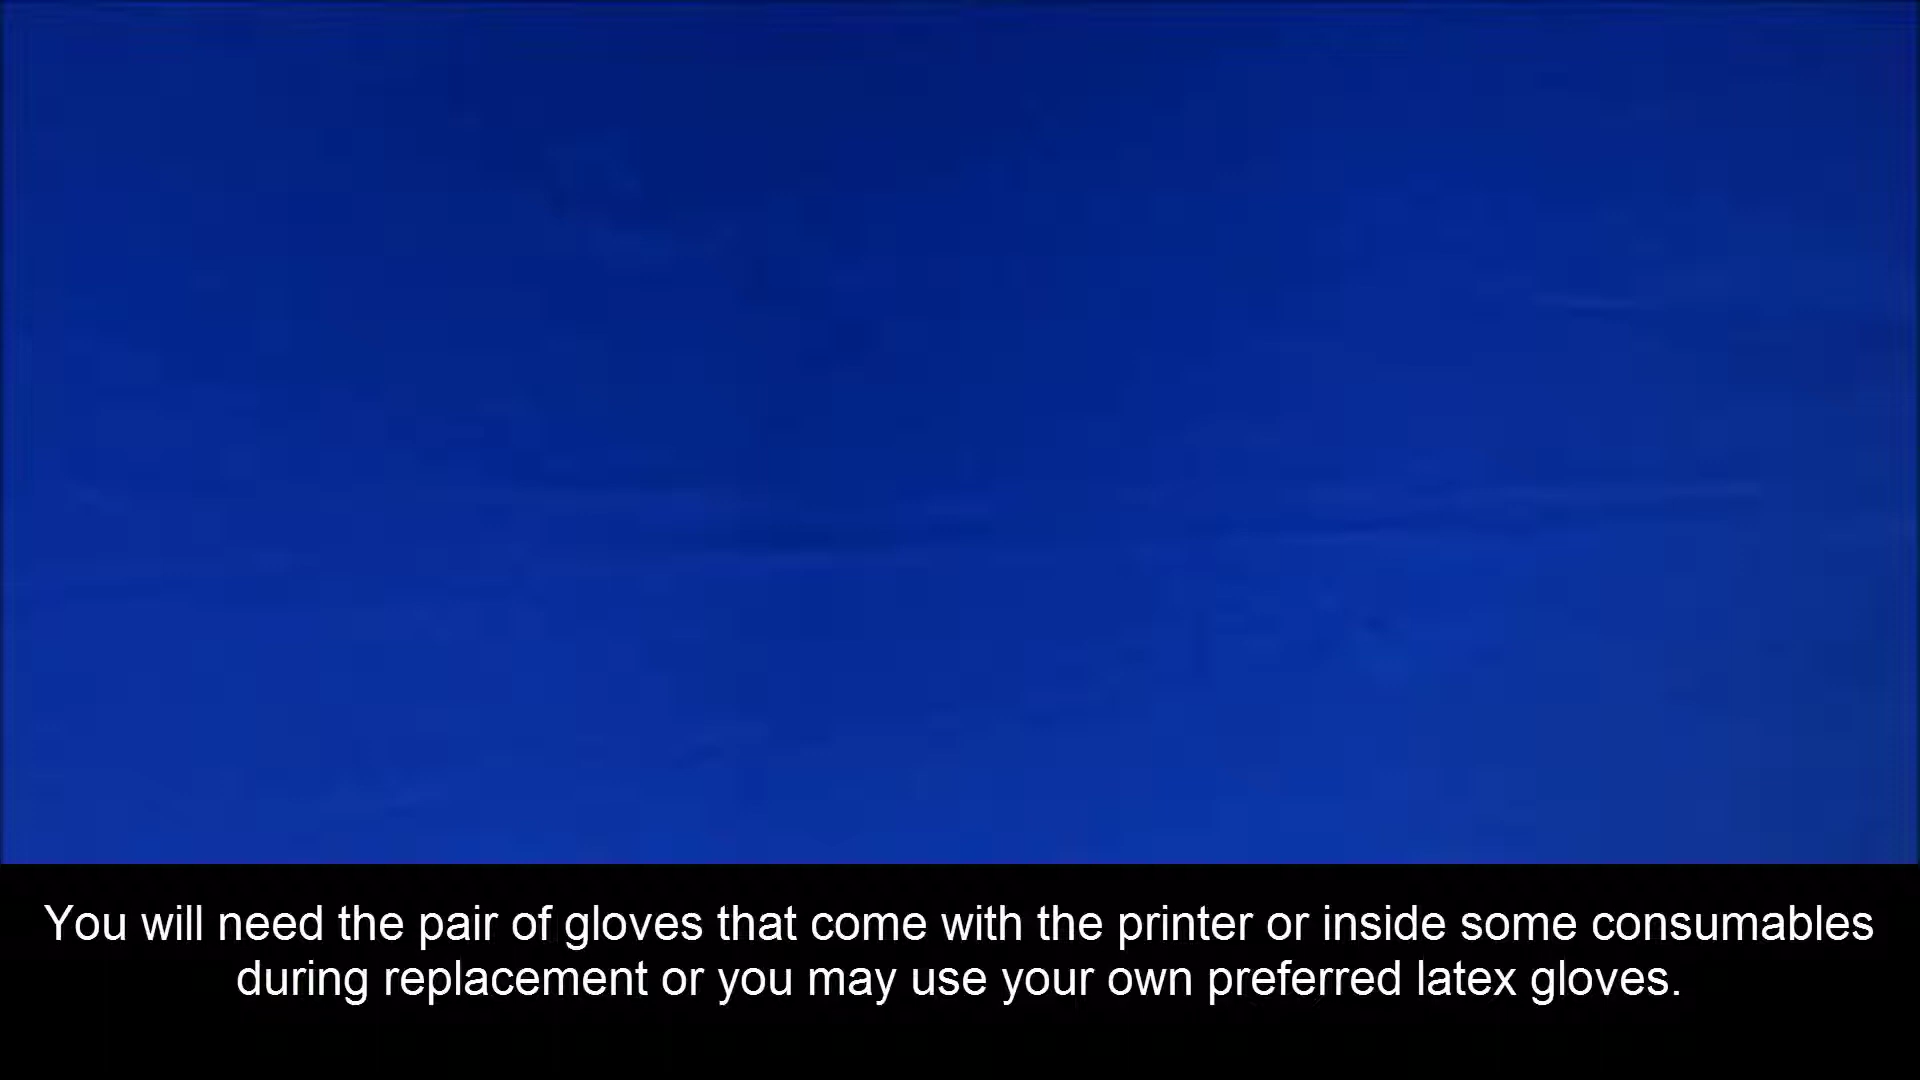 You will need the pair of gloves that come with the printer or inside some consumables
during replacement or you may use your own preferred latex gloves.